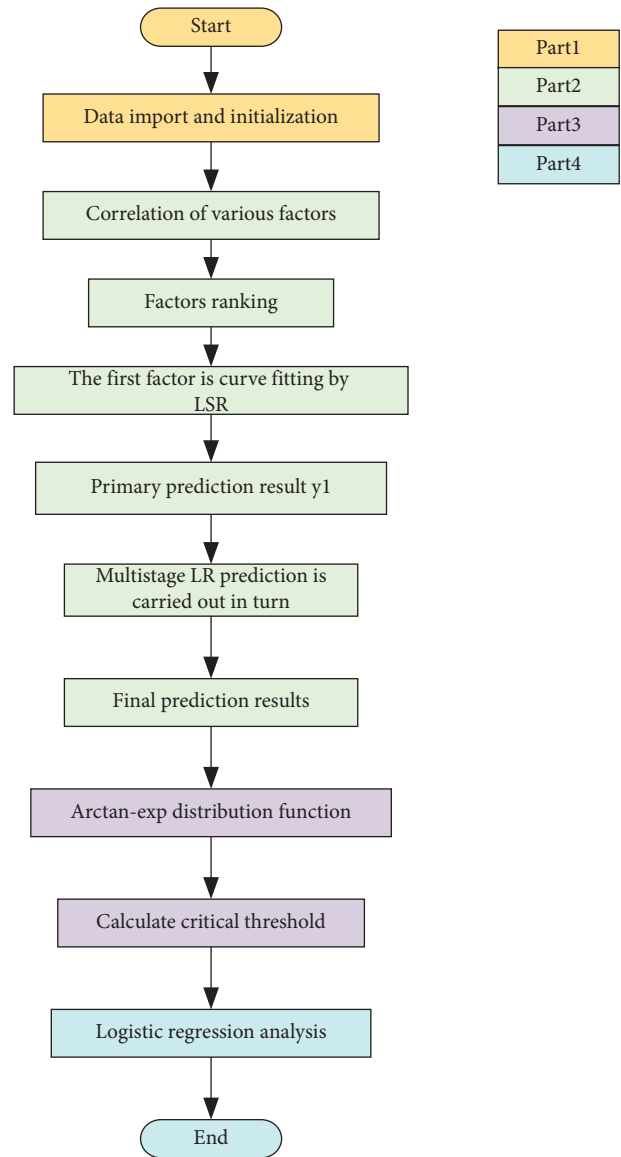 Start
Data import and initialization
Correlation of various factors
Factors ranking
The first factor is curve fitting by
LSR
Primary prediction result y1
Multistage LR prediction is
carried out in turn
Final prediction results
Arctan-exp distribution function
Calculate critical threshold
Logistic regression analysis
End
Part1
Part2
Part3
Part4